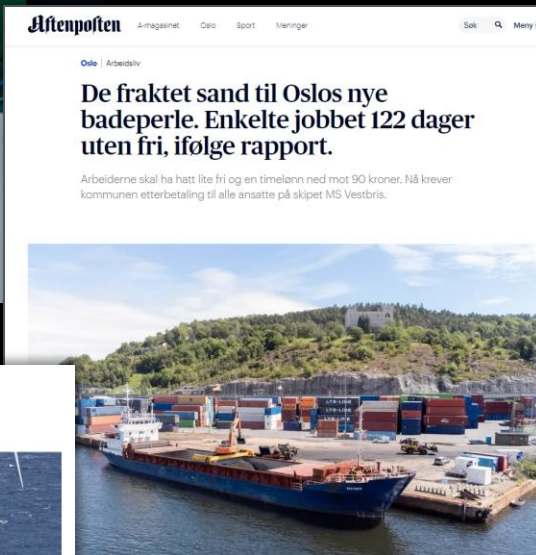 Aftenposten
A-magasinet Oslo Sport Meninger Søk Meny
Oslo | Arbeidsliv
De fraktet sand til Oslos nye
badeperle. Enkelte jobbet 122 dager
uten fri, ifølge rapport.
Arbeiderne skal ha hatt lite fri og en timelønn ned mot 90 kroner. Nå krever
kommunen etterbetaling til alle ansatte på skipet MS Vestbris.